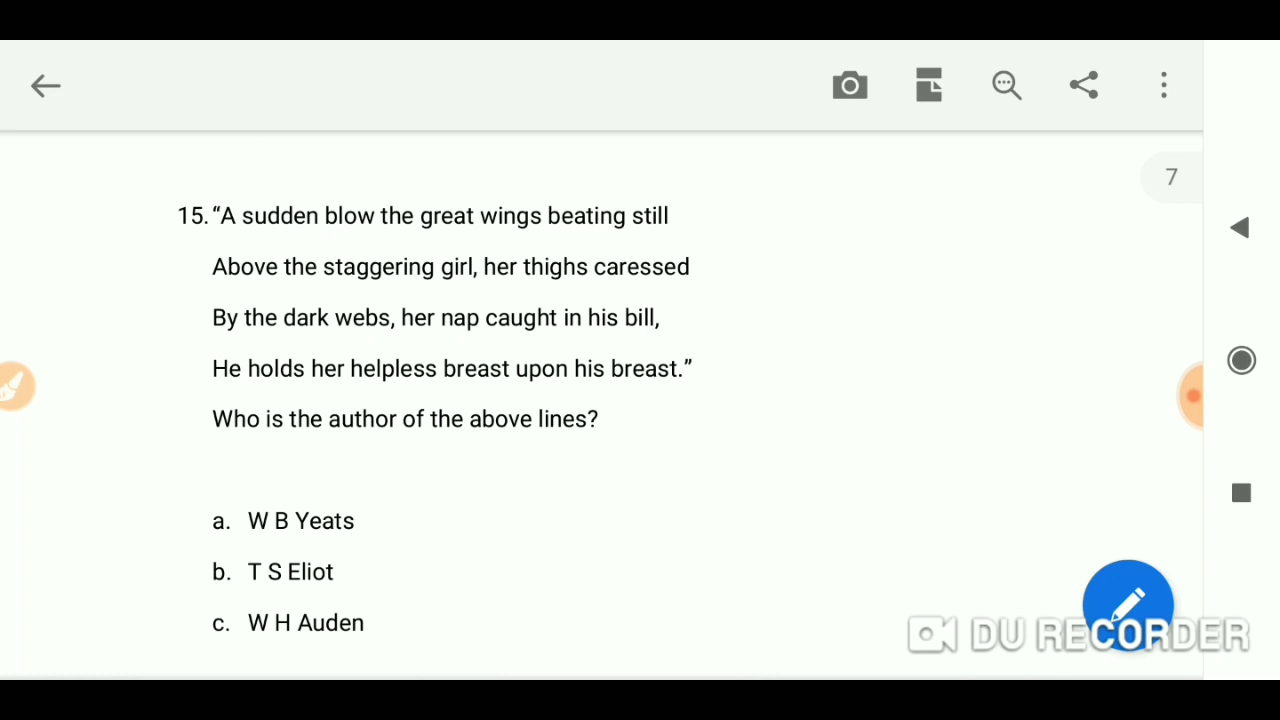 7
15. “A sudden blow the great wings beating still
Above the staggering girl, her thighs caressed
By the dark webs, her nap caught in his bill,
He holds her helpless breast upon his breast.”
Who is the author of the above lines?
a. W B Yeats
b. T S Eliot
c. W H Auden
DU RECORDER